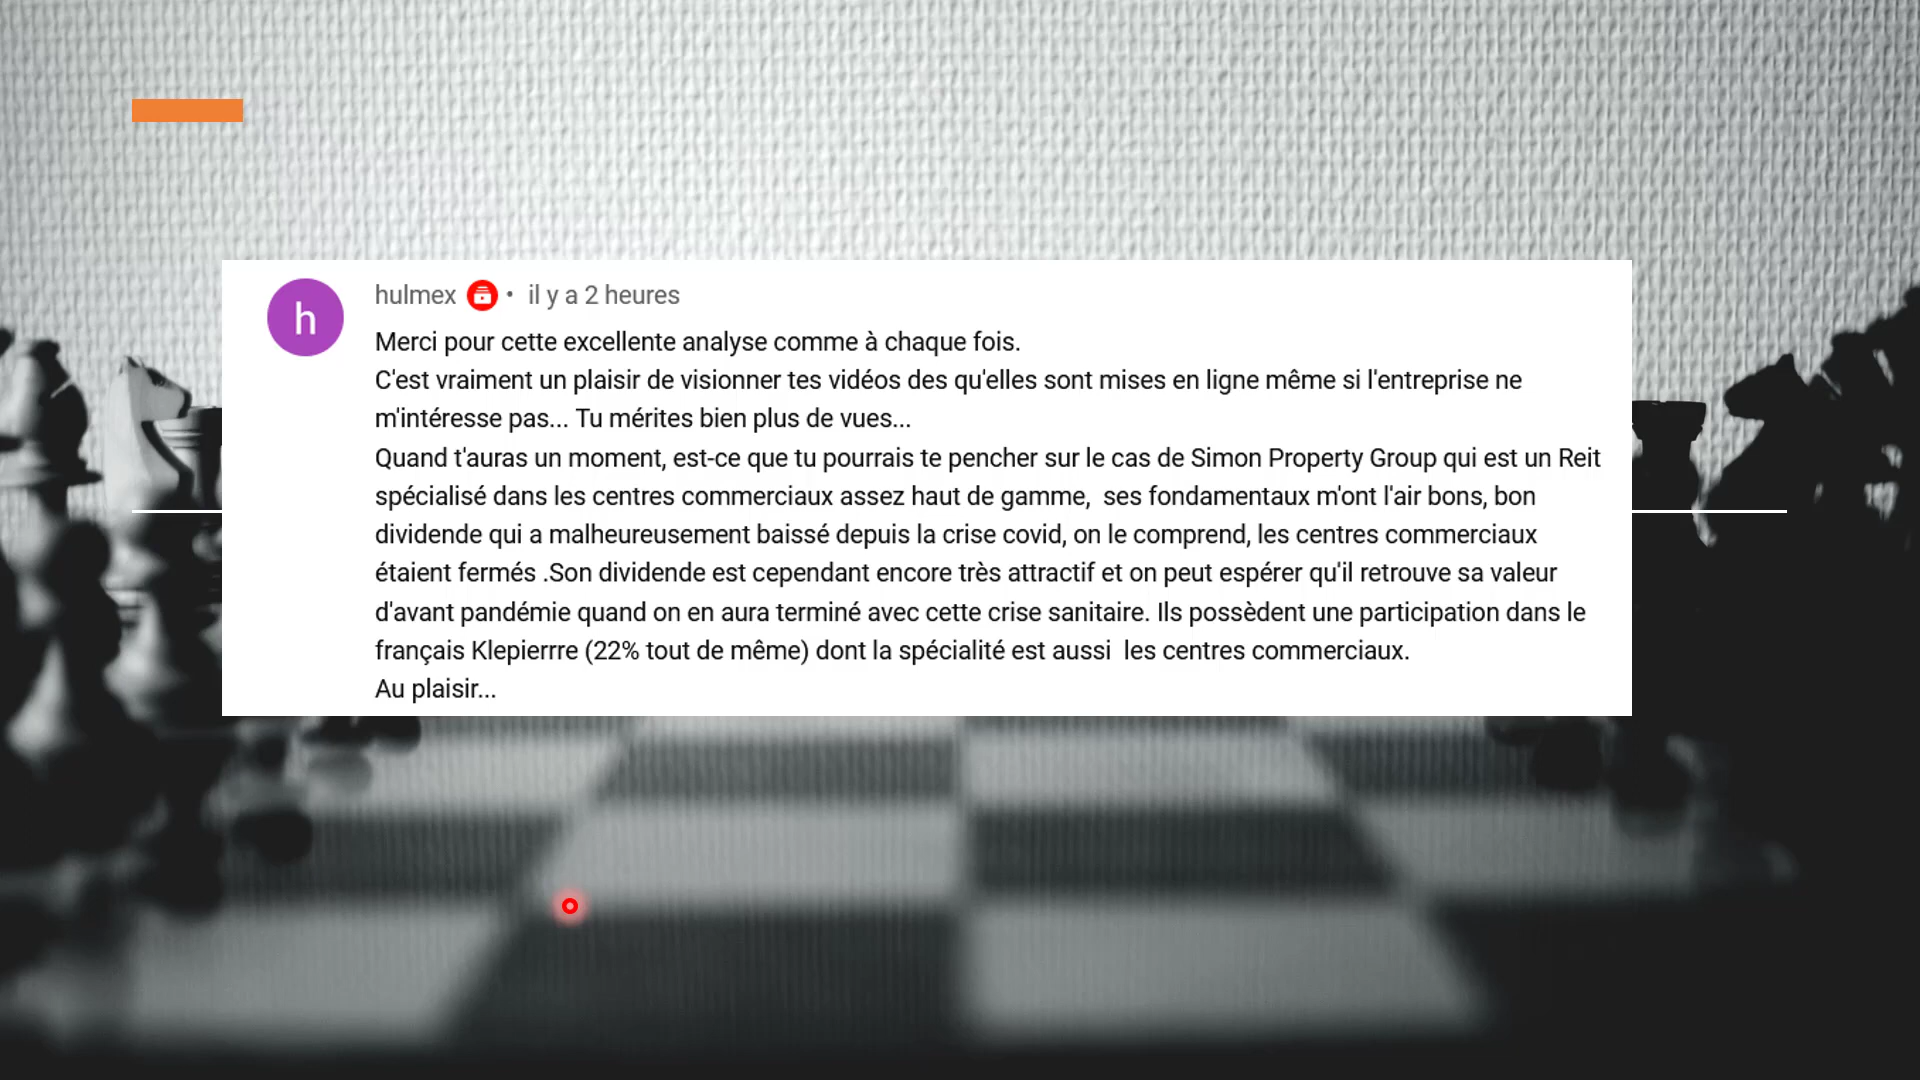 h
hulmex • il y a 2 heures
Merci pour cette excellente analyse comme à chaque fois.
C'est vraiment un plaisir de visionner tes vidéos des qu'elles sont mises en ligne même si l'entreprise ne
m'intéresse pas... Tu mérites bien plus de vues...
Quand t'auras un moment, est-ce que tu pourrais te pencher sur le cas de Simon Property Group qui est un Reit
spécialisé dans les centres commerciaux assez haut de gamme,  ses fondamentaux m'ont l'air bons, bon
dividende qui a malheureusement baissé depuis la crise covid, on le comprend, les centres commerciaux
étaient fermés .Son dividende est cependant encore très attractif et on peut espérer qu'il retrouve sa valeur
d'avant pandémie quand on en aura terminé avec cette crise sanitaire. Ils possèdent une participation dans le
français Klepierrre (22% tout de même) dont la spécialité est aussi  les centres commerciaux.
Au plaisir...